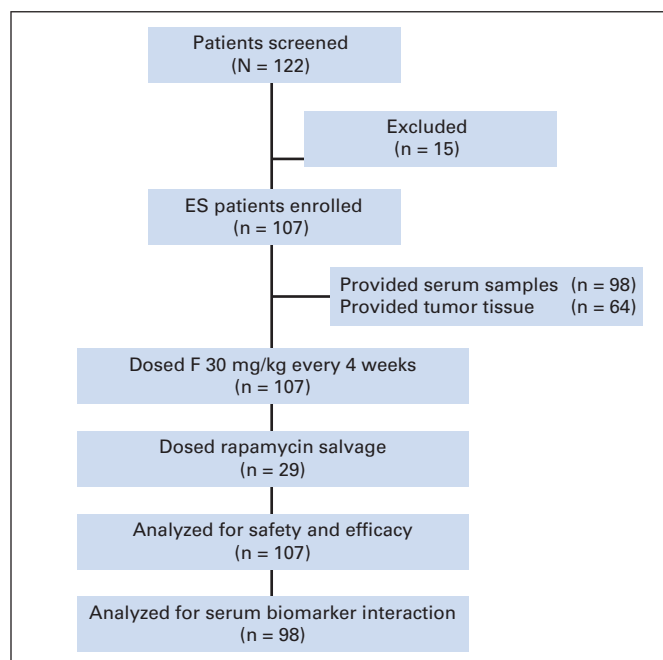 Patients screened
(N = 122)
Excluded
(n = 15)
ES patients enrolled
(n = 107)
Provided serum samples (n = 98)
Provided tumor tissue (n = 64)
Dosed F 30 mg/kg every 4 weeks
(n = 107)
Dosed rapamycin salvage
(n = 29)
Analyzed for safety and efficacy
(n = 107)
Analyzed for serum biomarker interaction
(n = 98)